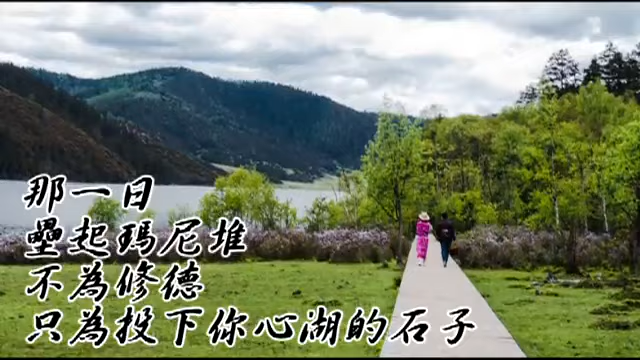 那一日
壘起瑪尼堆
不為修德
只為投下你心湖的石子